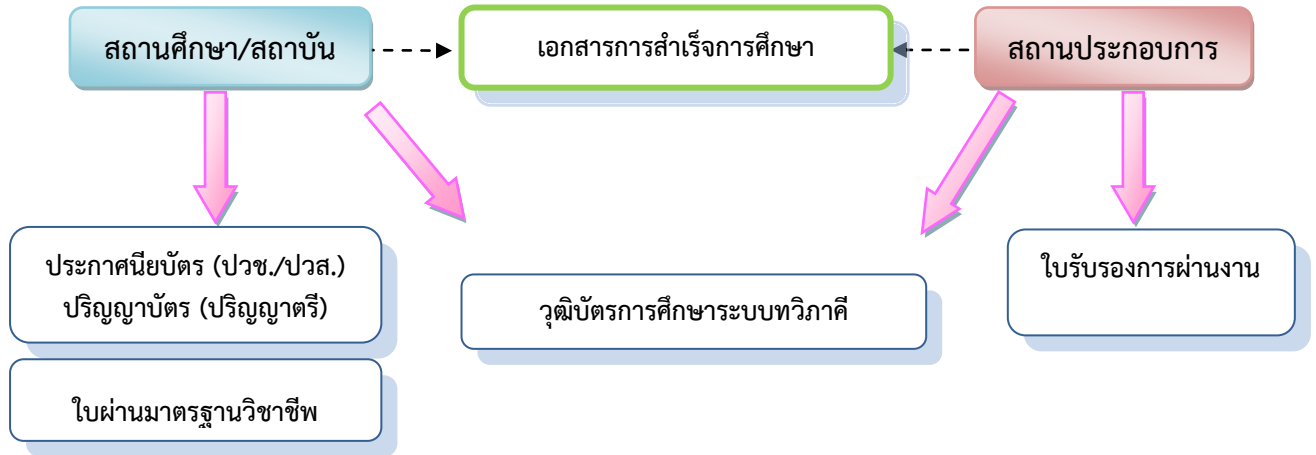 สถานศึกษา/สถาบัน
เอกสารการสำเร็จการศึกษา
สถานประกอบการ
ประกาศนียบัตร (ปวช./ปวส.)
ปริญญาบัตร (ปริญญาตรี)
วุฒิบัตรการศึกษาระบบทวิภาคี
ใบรับรองการผ่านงาน
ใบผ่านมาตรฐานวิชาชีพ